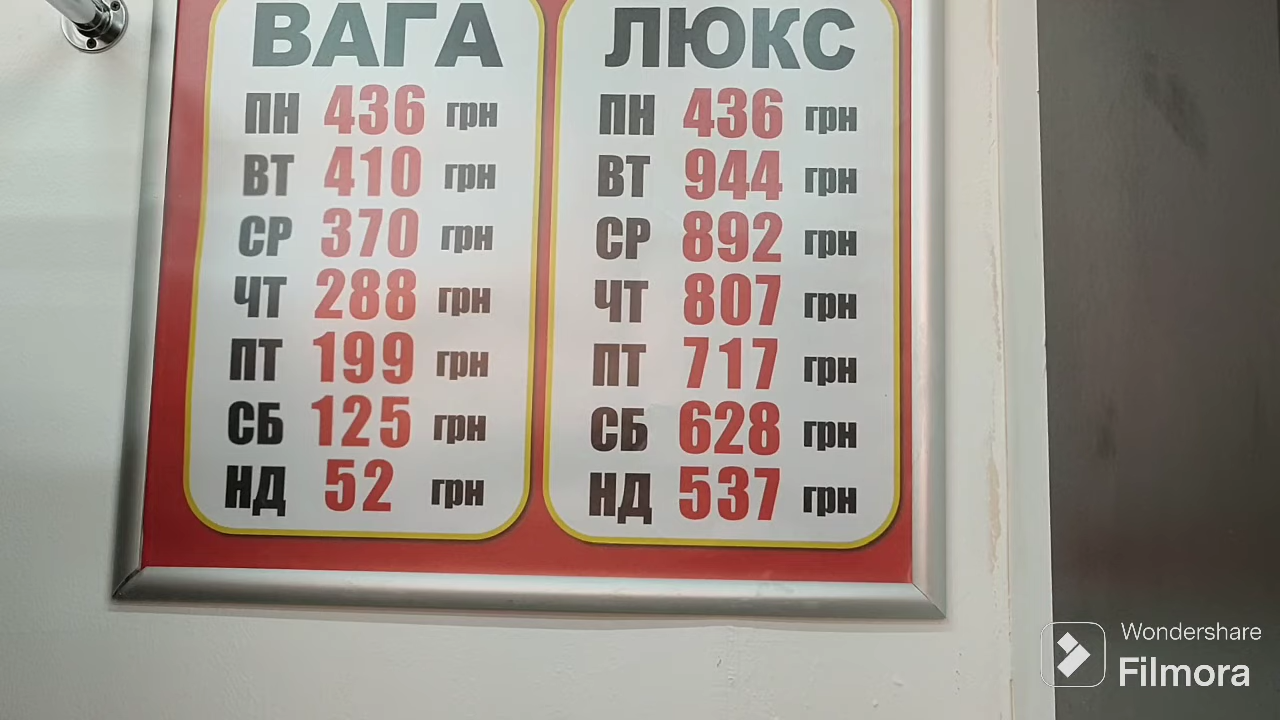 ВАГА
ПН 436 грн
ВТ 410 грн
СР 370 грн
ЧТ 288 грн
ПТ 199 грн
СБ 125 грн
НД 52 грн
ЛЮКС
ПН 436 грн
ВТ 944 грн
СР 892 грн
ЧТ 807 грн
ПТ 717 грн
СБ 628 грн
НД 537 грн
Wondershare
Filmora